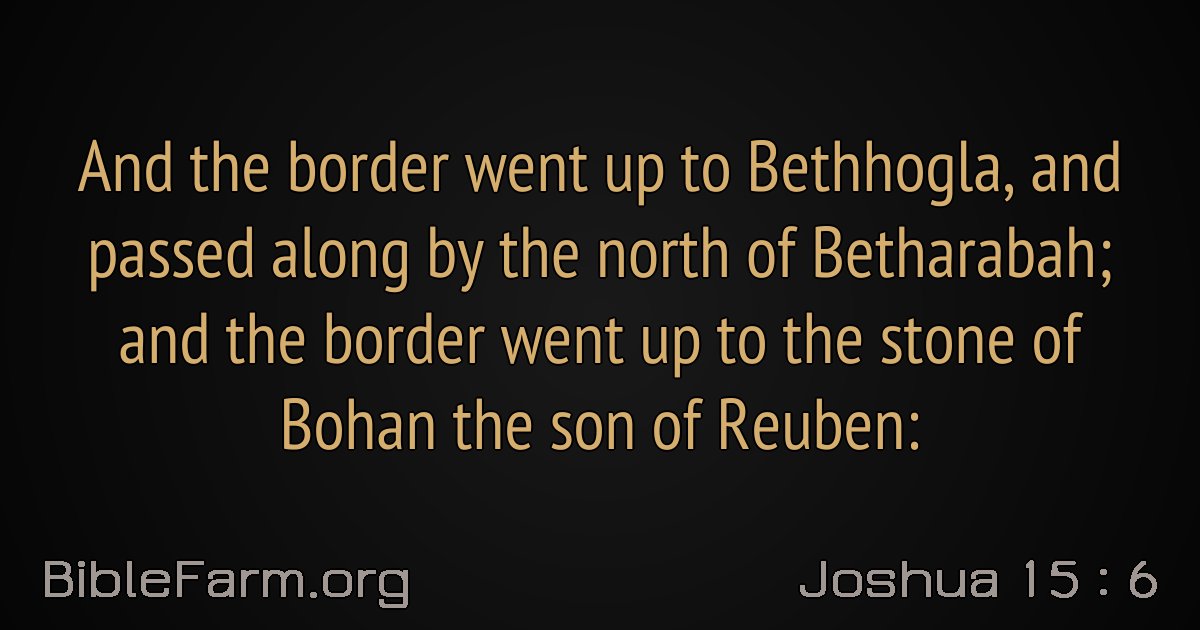 And the border went up to Bethhogla, and
passed along by the north of Betharabah;
and the border went up to the stone of
Bohan the son of Reuben:
BibleFarm.org
Joshua 15 : 6